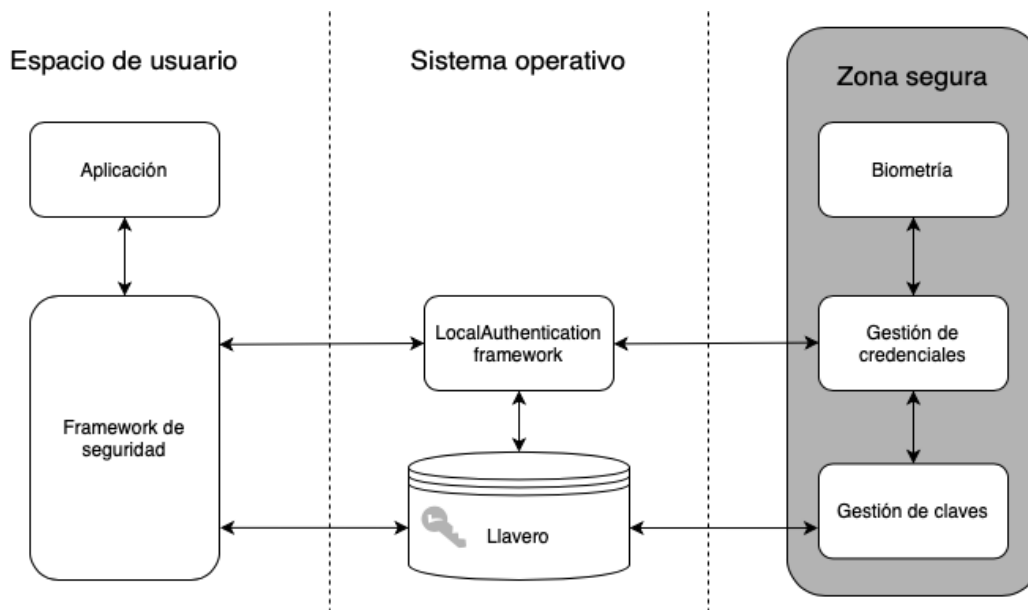 Espacio de usuario
Sistema operativo
Zona segura
Aplicación
Biometría
Framework de
seguridad
LocalAuthentication
framework
Gestión de
credenciales
Llavero
Gestión de claves